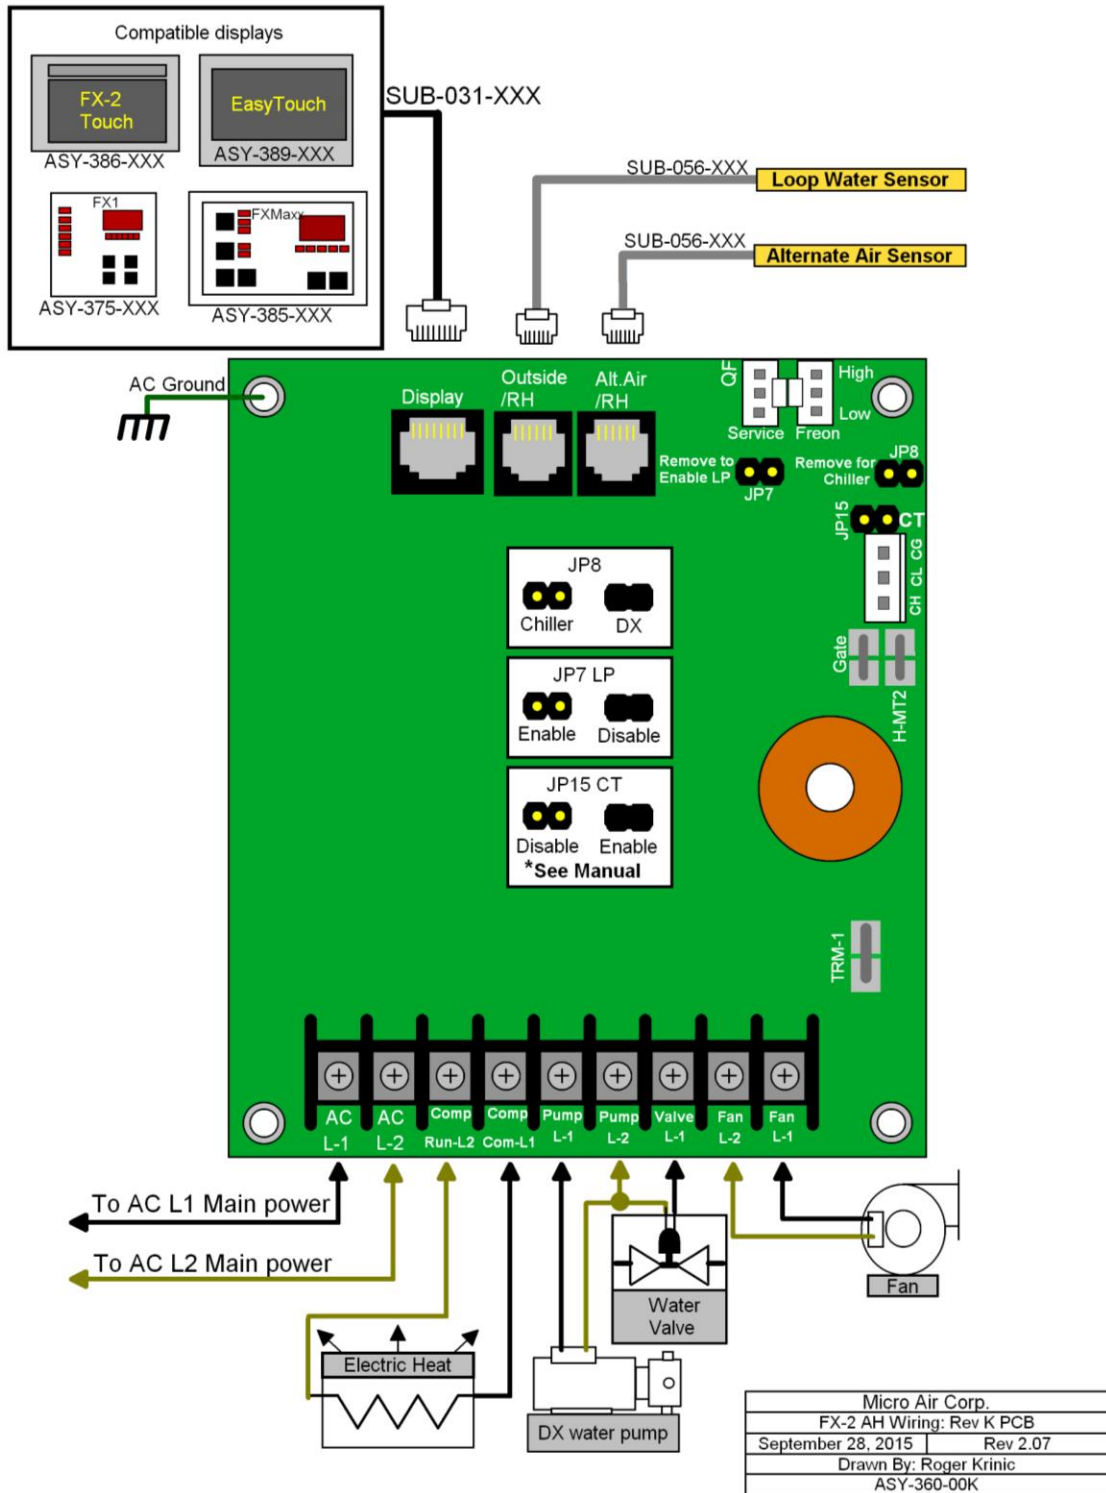 Compatible displays
FX-2
Touch
EasyTouch
ASY-386-XXX
ASY-389-XXX
FX1
FXMaxx
ASY-375-XXX
ASY-385-XXX
SUB-031-XXX
SUB-056-XXX
Loop Water Sensor
SUB-056-XXX
Alternate Air Sensor
AC Ground
Display
Outside
/RH
Alt.Air
/RH
QF
Service
High
Low
Freon
Remove to
Enable LP
JP7
Remove for
Chiller
JP8
JP15
CT
CG
CL
CH
Gate
H-MT2
JP8
Chiller
DX
JP7 LP
Enable
Disable
JP15 CT
Disable
Enable
*See Manual
TRM-1
AC
L-1
AC
L-2
Comp
Run-L2
Comp
Com-L1
Pump
L-1
Pump
L-2
Valve
L-1
Fan
L-2
Fan
L-1
To AC L1 Main power
To AC L2 Main power
Electric Heat
DX water pump
Water
Valve
Fan
Micro Air Corp.
FX-2 AH Wiring: Rev K PCB
September 28, 2015
Rev 2.07
Drawn By: Roger Krinic
ASY-360-00K